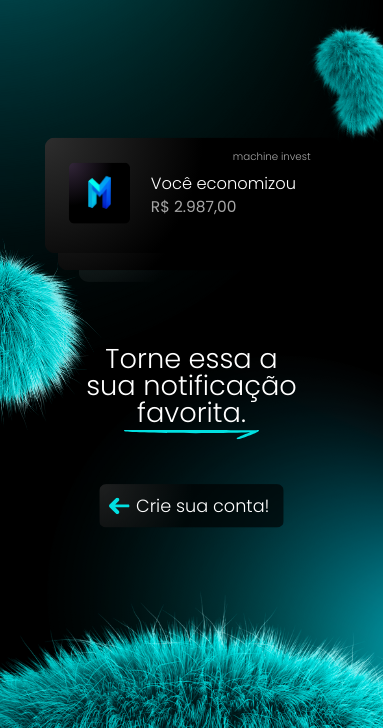 machine invest
M
Você economizou
R$ 2.987,00
Torne essa a
sua notificação
favorita.
Crie sua conta!